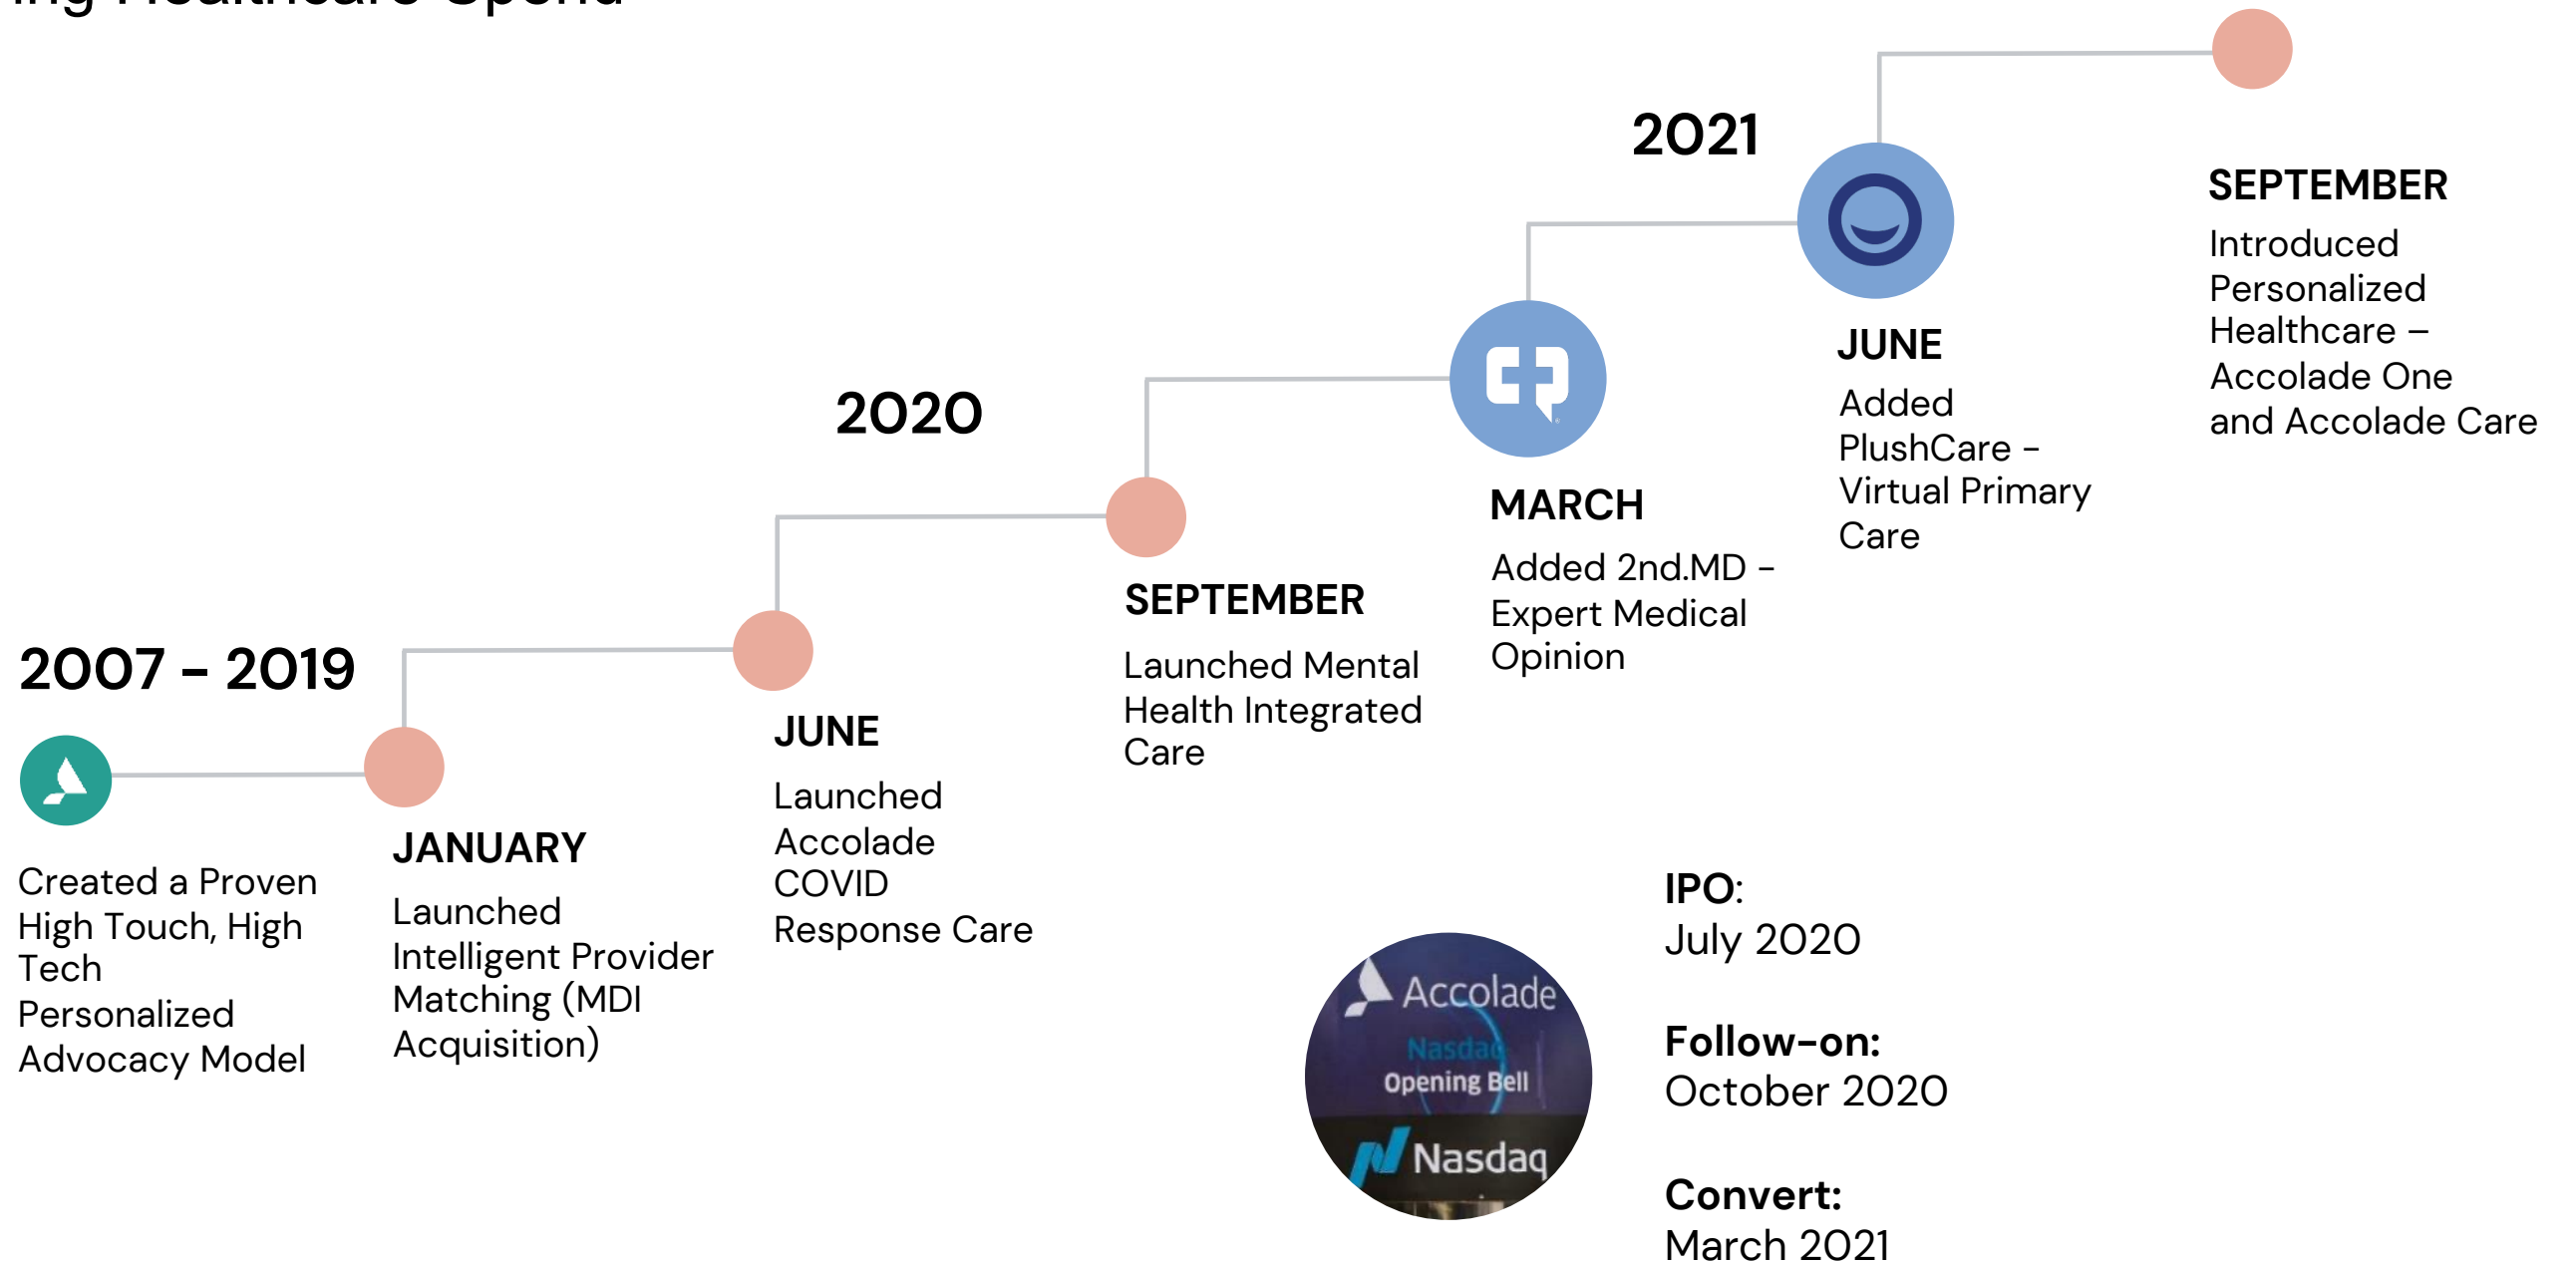 ing Healthcare Spend
2007 – 2019
Created a Proven
High Touch, High
Tech
Personalized
Advocacy Model
JANUARY
Launched
Intelligent Provider
Matching (MDI
Acquisition)
2020
JUNE
Launched
Accolade
COVID
Response Care
SEPTEMBER
Launched Mental
Health Integrated
Care
2021
MARCH
Added 2nd.MD -
Expert Medical
Opinion
JUNE
Added
PlushCare -
Virtual Primary
Care
SEPTEMBER
Introduced
Personalized
Healthcare –
Accolade One
and Accolade Care
Accolade
Nasdaq
Opening Bell
Nasdaq
IPO:
July 2020
Follow-on:
October 2020
Convert:
March 2021